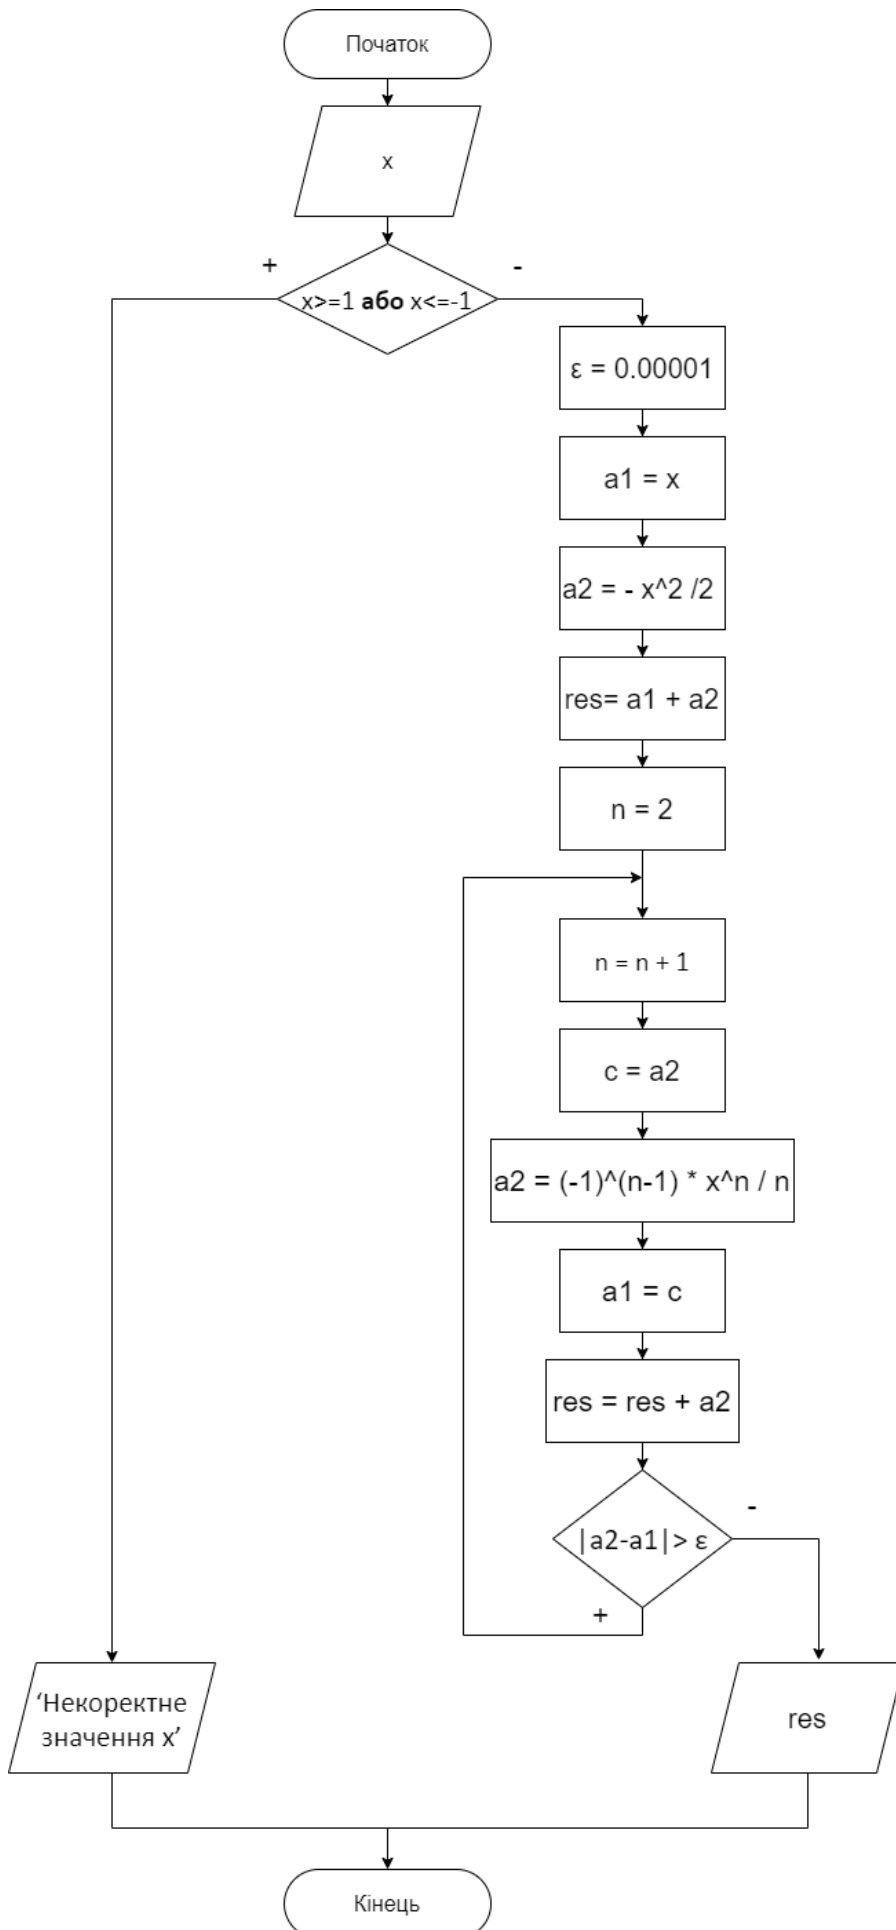 Початок
x
+
-
x>=1 або x<=-1
ε = 0.00001
a1 = x
a2 = - x^2 /2
res= a1 + a2
n = 2
n = n + 1
c = a2
a2 = (-1)^(n-1) * x^n / n
a1 = c
res = res + a2
-
|a2-a1|> ε
+
‘Некоректне
значення x’
res
Кінець